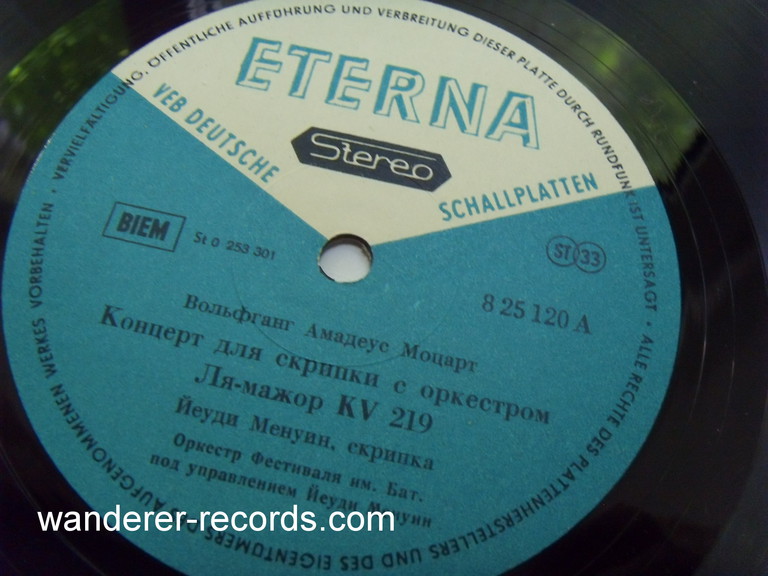 VERVIELFÄLTIGUNG, ÖFFENTLICHE AUFFÜHRUNG UND VERBREITUNG DIESER PLATTE DURCH RUNDFUNK IST UNTERSAGT · ALLE RECHTE DES PLATTENHERSTELLERS UND DES EIGENTÜMERS DES AUFGENOMMENEN WERKES VORBEHALTEN ·
ETERNA
Stereo
VEB DEUTSCHE
SCHALLPLATTEN
BIEM
St 0 253 301
ST 33
8 25 120 A
Вольфганг Амадеус Моцарт
Концерт для скрипки с оркестром
Ля-мажор KV 219
Йеуди Менуин, скрипка
Оркестр Фестиваля им. Бат.
под управлением Йеуди Менуин
wanderer-records.com